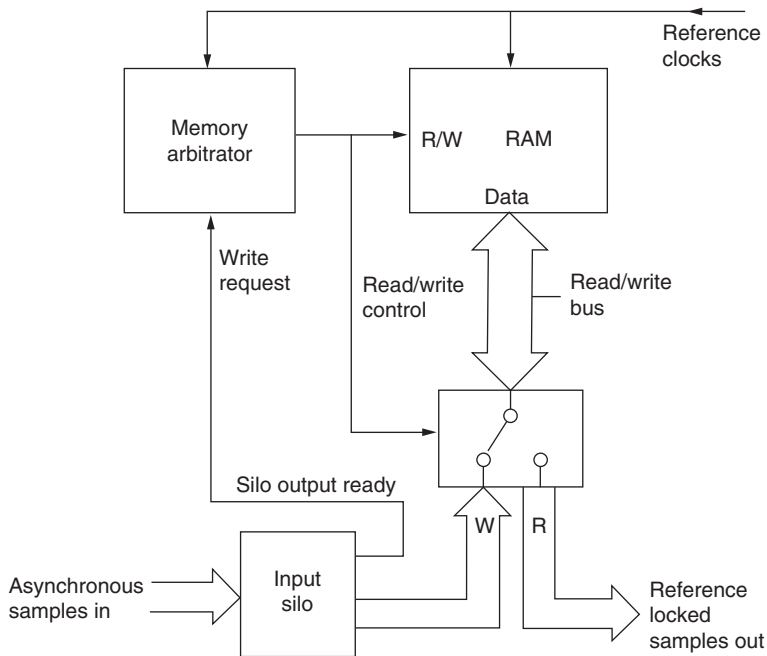 Reference
clocks
Memory
arbitrator
R/W
RAM
Data
Write
request
Read/write
control
Read/write
bus
Silo output ready
W
R
Asynchronous
samples in
Input
silo
Reference
locked
samples out